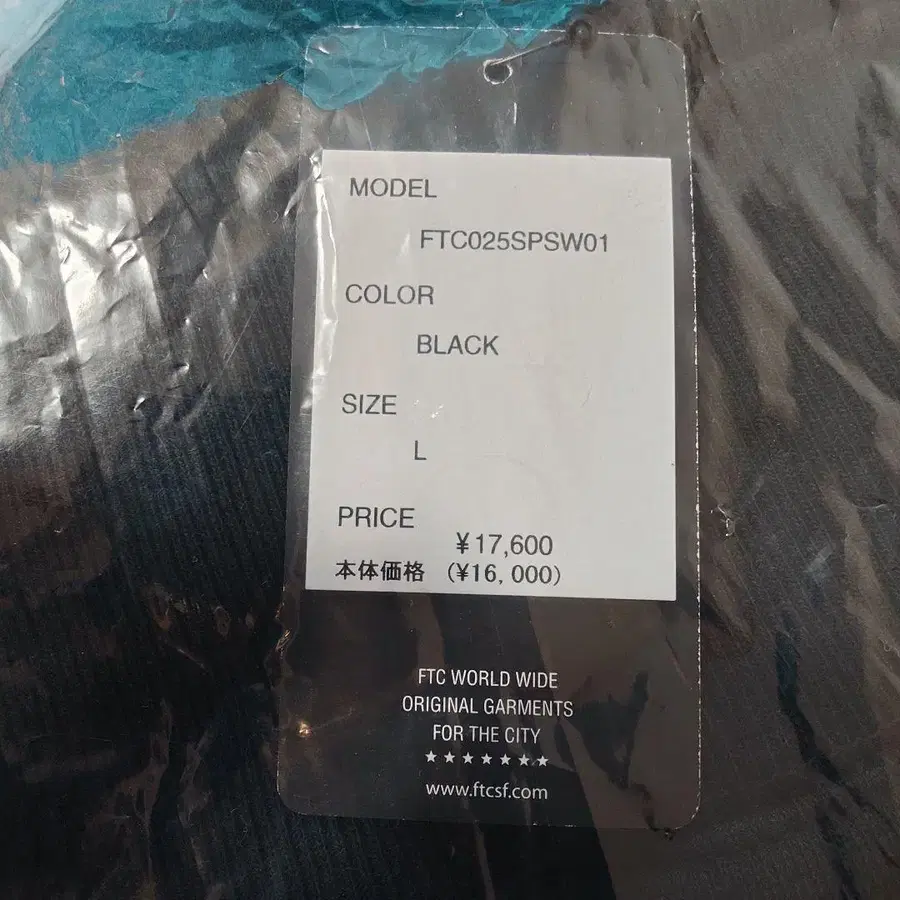 MODEL
FTC025SPSW01
COLOR
BLACK
SIZE
L
PRICE
¥17,600
本体価格 (¥16,000)
FTC WORLD WIDE
ORIGINAL GARMENTS
FOR THE CITY
★★★★★★★
www.ftcsf.com